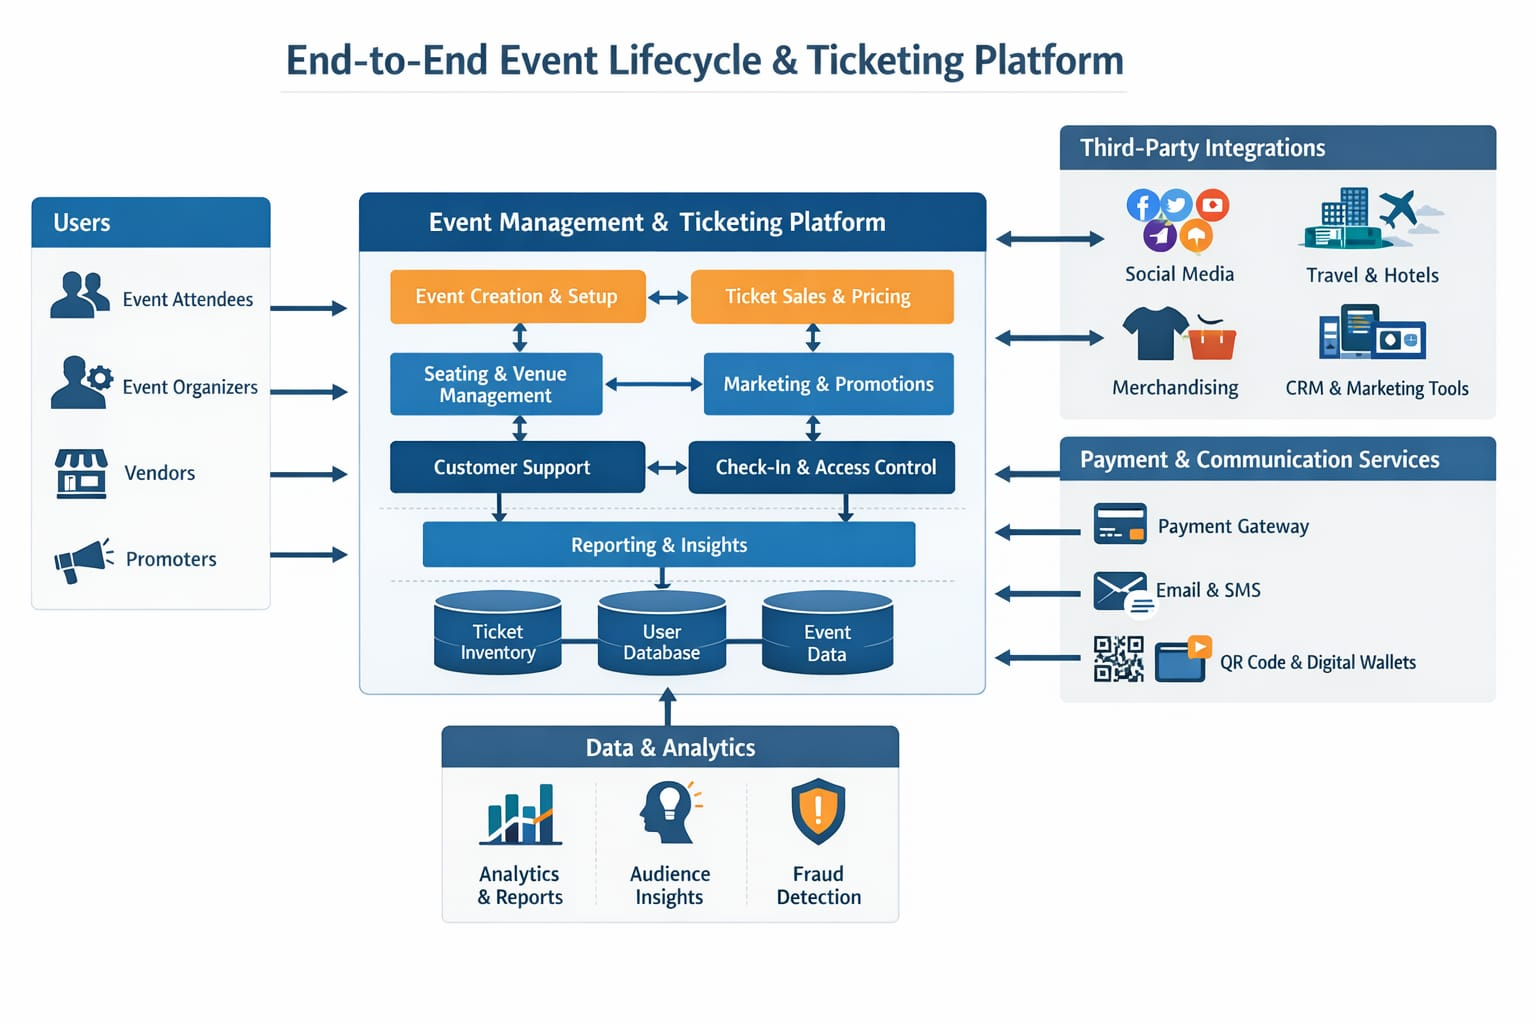 End-to-End Event Lifecycle & Ticketing Platform
Users
Event Attendees
Event Organizers
Vendors
Promoters
Event Management & Ticketing Platform
Event Creation & Setup
Ticket Sales & Pricing
Seating & Venue
Management
Marketing & Promotions
Customer Support
Check-In & Access Control
Reporting & Insights
Ticket
Inventory
User
Database
Event
Data
Data & Analytics
Analytics
& Reports
Audience
Insights
Fraud
Detection
Third-Party Integrations
Social Media
Travel & Hotels
Merchandising
CRM & Marketing Tools
Payment & Communication Services
Payment Gateway
Email & SMS
QR Code & Digital Wallets